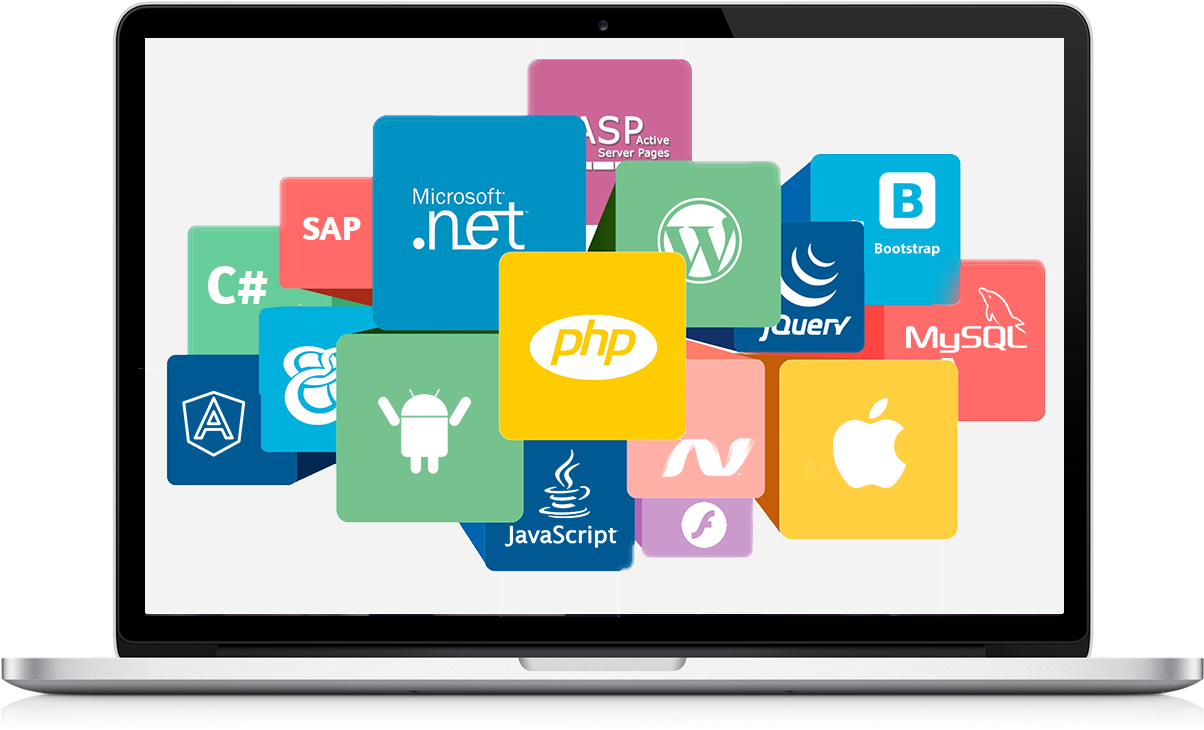 ASP Active
Server Pages
Microsoft
.net
SAP
B
Bootstrap
C#
W
jQuery
MySQL
php
A
N
JavaScript
f